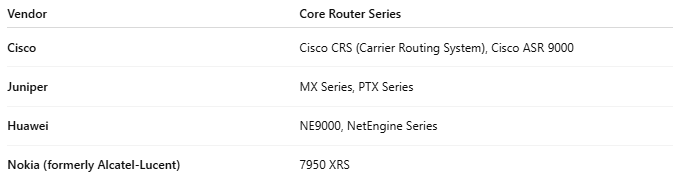 Vendor Core Router Series
Cisco Cisco CRS (Carrier Routing System), Cisco ASR 9000
Juniper MX Series, PTX Series
Huawei NE9000, NetEngine Series
Nokia (formerly Alcatel-Lucent) 7950 XRS